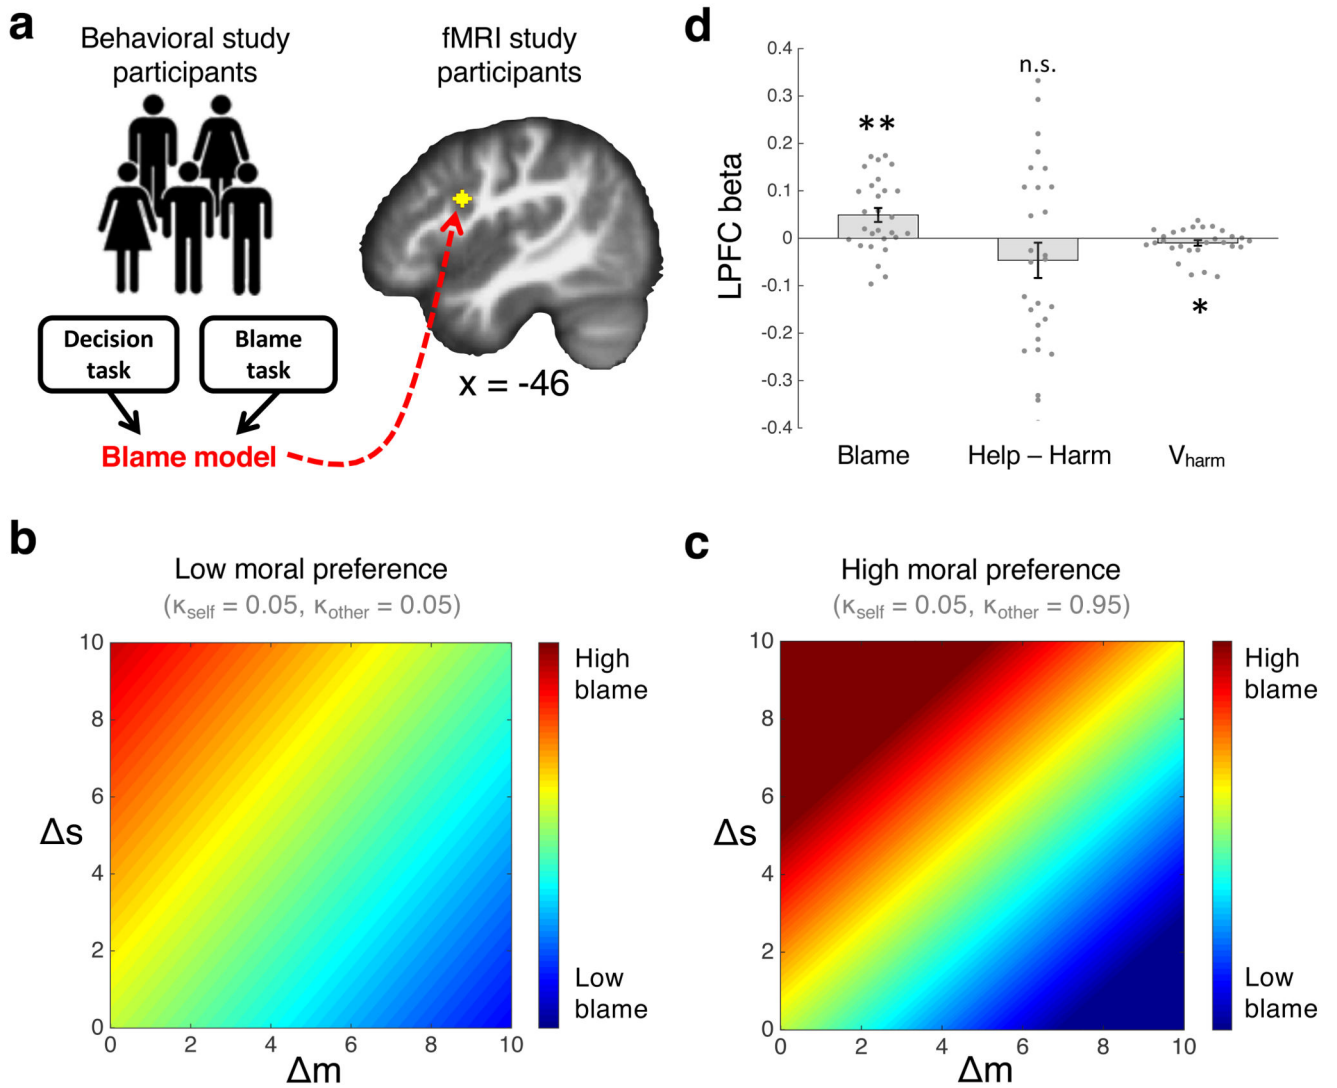 a
Behavioral study
participants
fMRI study
participants
Decision
task
Blame
task
Blame model
x = -46
d
LPFC beta
0.4
0.3
0.2
0.1
0
-0.1
-0.2
-0.3
-0.4
**
n.s.
*
Blame
Help – Harm
Vharm
b
Low moral preference
(κself = 0.05, κother = 0.05)
10
8
6
4
2
0
Δs
0 2 4 6 8 10
Δm
High
blame
Low
blame
c
High moral preference
(κself = 0.05, κother = 0.95)
10
8
6
4
2
0
Δs
0 2 4 6 8 10
Δm
High
blame
Low
blame